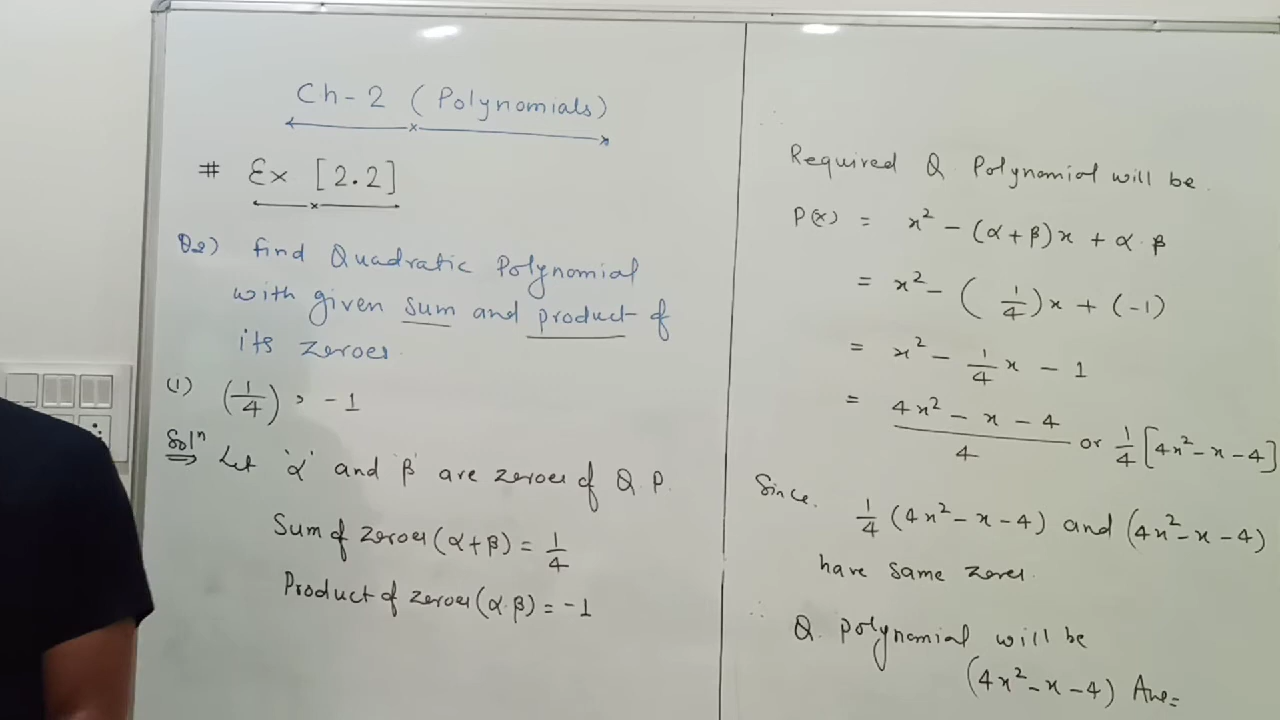 Ch-2 (Polynomials)
# Ex [2.2]
Q2) find Quadratic Polynomial
with given sum and product of
its zeroes
(i) (1/4) , -1
Solⁿ Let 'α' and 'β' are zeroes of Q.P.
Sum of zeroes (α+β) = 1/4
Product of zeroes (α.β) = -1
∴ Required Q. Polynomial will be
P(x) = x² - (α+β)x + α.β
= x² - (1/4)x + (-1)
= x² - 1/4 x - 1
= (4x² - x - 4)/4 or 1/4 [4x² - x - 4]
Since. 1/4 (4x² - x - 4) and (4x² - x - 4)
have same zeroes.
∴ Q. polynomial will be
(4x² - x - 4) Ans